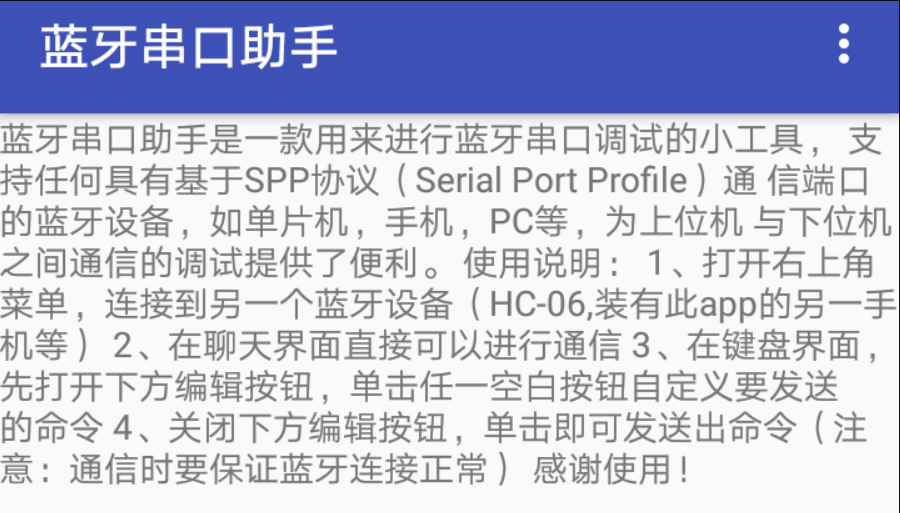 蓝牙串口助手
蓝牙串口助手是一款用来进行蓝牙串口调试的小工具， 支
持任何具有基于SPP协议（Serial Port Profile）通 信端口
的蓝牙设备，如单片机，手机，PC等，为上位机 与下位机
之间通信的调试提供了便利。 使用说明： 1、打开右上角
菜单，连接到另一个蓝牙设备（HC-06,装有此app的另一手
机等） 2、在聊天界面直接可以进行通信 3、在键盘界面，
先打开下方编辑按钮，单击任一空白按钮自定义要发送
的命令 4、关闭下方编辑按钮，单击即可发送出命令（注
意：通信时要保证蓝牙连接正常） 感谢使用！